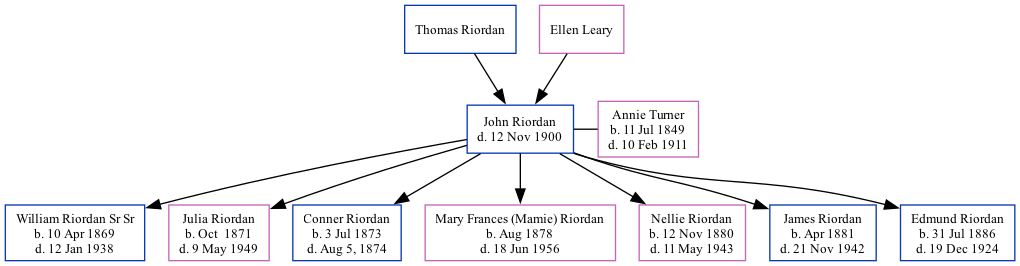 Thomas Riordan
Ellen Leary
John Riordan
d. 12 Nov 1900
Annie Turner
b. 11 Jul 1849
d. 10 Feb 1911
William Riordan Sr Sr
b. 10 Apr 1869
d. 12 Jan 1938
Julia Riordan
b. Oct  1871
d. 9 May 1949
Conner Riordan
b. 3 Jul 1873
d. Aug 5, 1874
Mary Frances (Mamie) Riordan
b. Aug 1878
d. 18 Jun 1956
Nellie Riordan
b. 12 Nov 1880
d. 11 May 1943
James Riordan
b. Apr 1881
d. 21 Nov 1942
Edmund Riordan
b. 31 Jul 1886
d. 19 Dec 1924